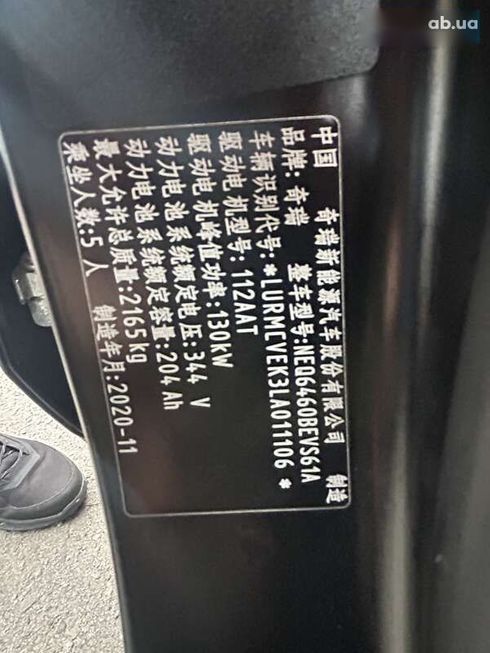 ab.ua
中国 奇瑞新能源汽车股份有限公司 制造
品牌:奇瑞 整车型号:NEQ6460BEVS61A
车辆识别代号:*LURMCVEK3LA011106*
驱动电机型号:112AAT
驱动电机峰值功率:130kW
动力电池系统额定电压:344 V
动力电池系统额定容量:204Ah
最大允许总质量:2165kg
乘坐人数:5 人 制造年月:2020-11